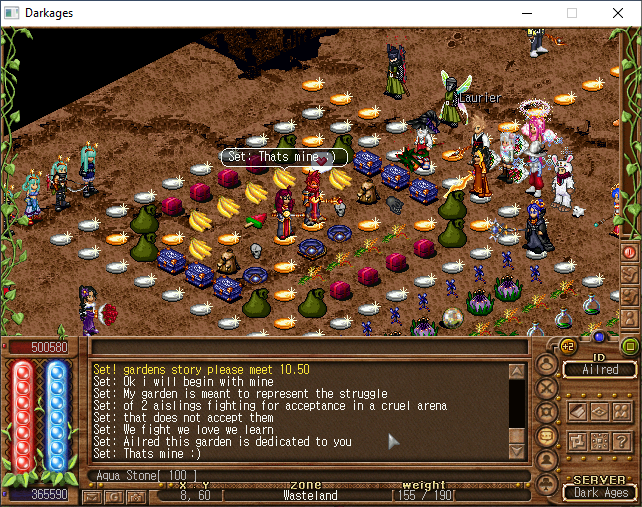 Darkages
Laurler
Set: Thats mine :)
500580
365590
Set! gardens story please meet 10.50
Set: Ok i will begin with mine
Set: My garden is meant to represent the struggle
Set: of 2 aislings fighting for acceptance in a cruel arena
Set: that does not accept them
Set: We fight we love we learn
Set: Ailred this garden is dedicated to you
Set: Thats mine :)
Aqua Stone[ 100 ]
X Y zone weight
8, 60 [ Wasteland [155 / 190[
G
+2
ID
Ailred
?
SERVER
Dark Ages